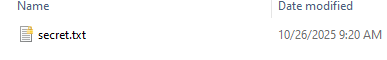 Name Date modified
secret.txt 10/26/2025 9:20 AM